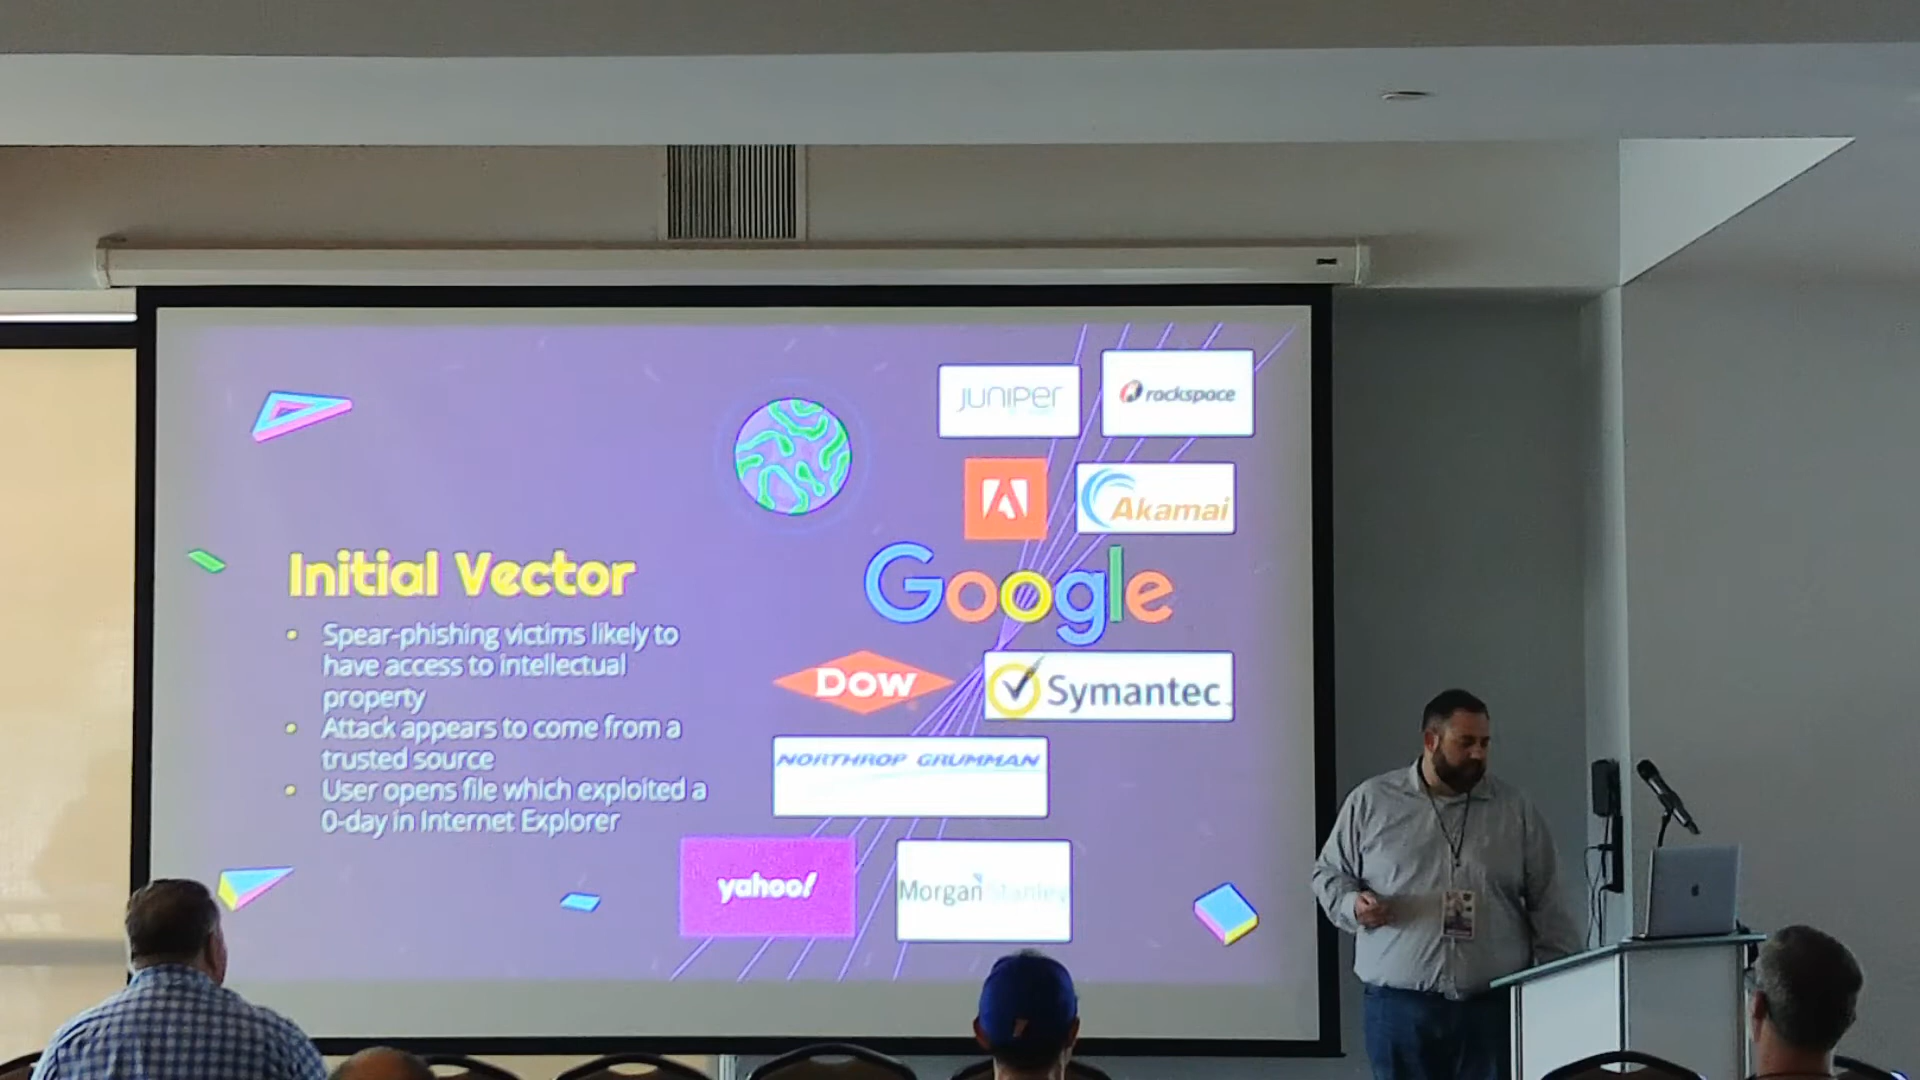 JUNIPER
rackspace
Akamai
Google
Initial Vector
• Spear-phishing victims likely to
have access to intellectual
property
• Attack appears to come from a
trusted source
• User opens file which exploited a
0-day in Internet Explorer
Dow
Symantec.
NORTHROP GRUMMAN
yahoo!
Morgan Stanley